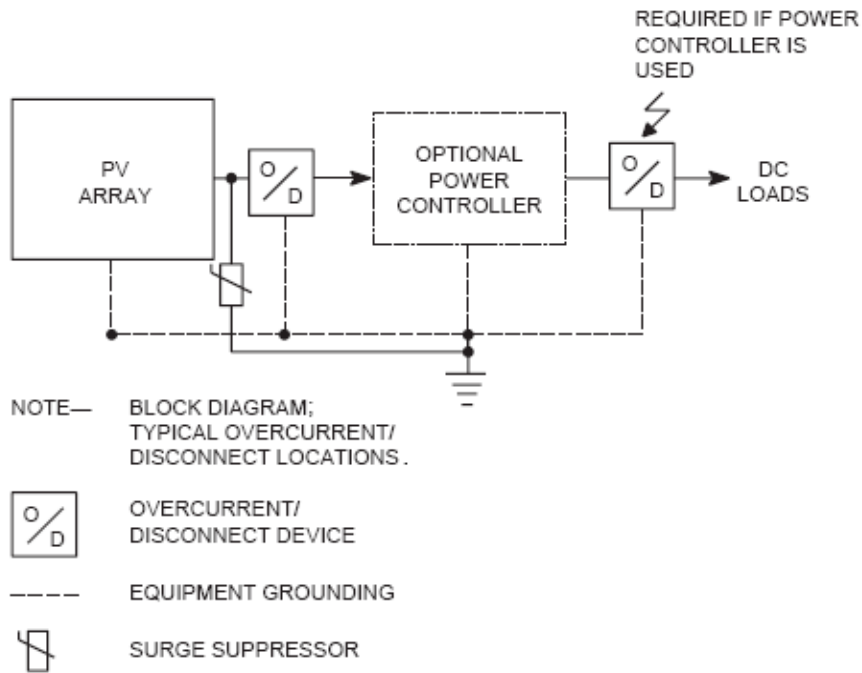 REQUIRED IF POWER
CONTROLLER IS
USED
PV
ARRAY
O/D
OPTIONAL
POWER
CONTROLLER
O/D
DC
LOADS
NOTE— BLOCK DIAGRAM;
TYPICAL OVERCURRENT/
DISCONNECT LOCATIONS.
O/D OVERCURRENT/
DISCONNECT DEVICE
EQUIPMENT GROUNDING
SURGE SUPPRESSOR